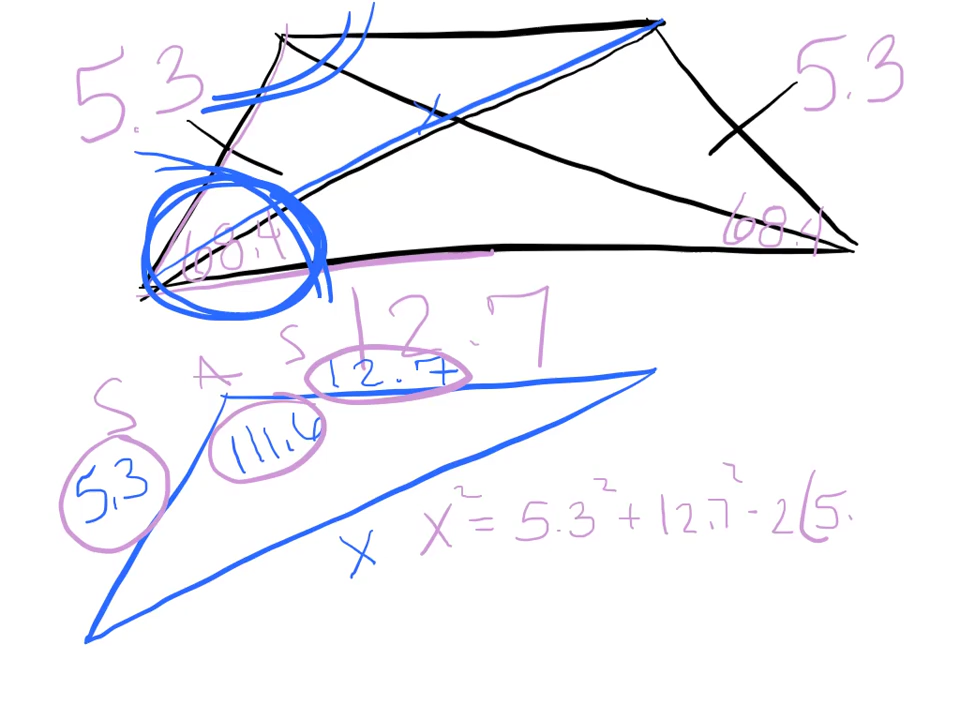 5.3 5.3
68.4 68.4
12.7
S A S
12.7
111.6
5.3
x
x² = 5.3² + 12.7² - 2(5.